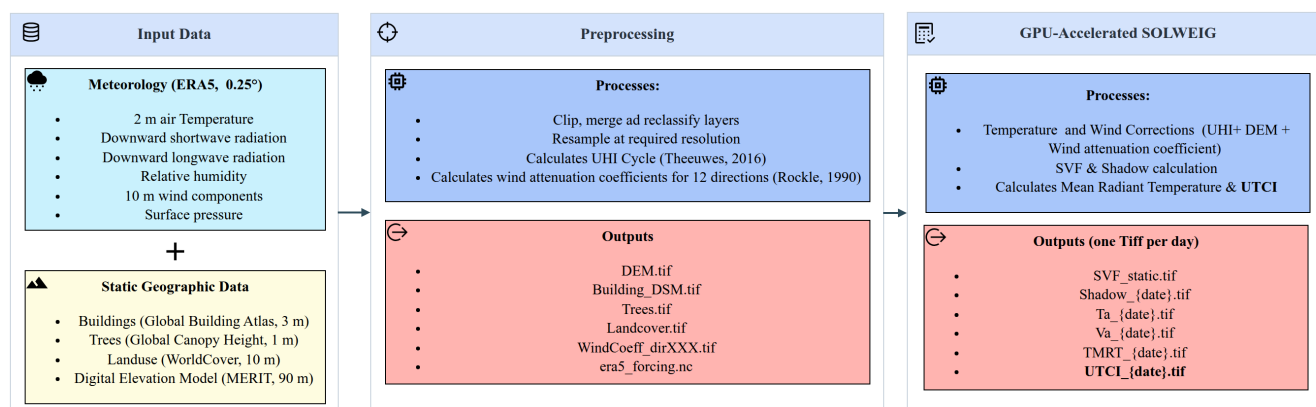 Input Data
Meteorology (ERA5, 0.25°)
• 2 m air Temperature
• Downward shortwave radiation
• Downward longwave radiation
• Relative humidity
• 10 m wind components
• Surface pressure
+
Static Geographic Data
• Buildings (Global Building Atlas, 3 m)
• Trees (Global Canopy Height, 1 m)
• Landuse (WorldCover, 10 m)
• Digital Elevation Model (MERIT, 90 m)
Preprocessing
Processes:
• Clip, merge ad reclassify layers
• Resample at required resolution
• Calculates UHI Cycle (Theeuwes, 2016)
• Calculates wind attenuation coefficients for 12 directions (Rockle, 1990)
Outputs
• DEM.tif
• Building_DSM.tif
• Trees.tif
• Landcover.tif
• WindCoeff_dirXXX.tif
• era5_forcing.nc
GPU-Accelerated SOLWEIG
Processes:
• Temperature and Wind Corrections (UHI+ DEM +
Wind attenuation coefficient)
• SVF & Shadow calculation
• Calculates Mean Radiant Temperature & UTCI
Outputs (one Tiff per day)
• SVF_static.tif
• Shadow_{date}.tif
• Ta_{date}.tif
• Va_{date}.tif
• TMRT_{date}.tif
• UTCI_{date}.tif